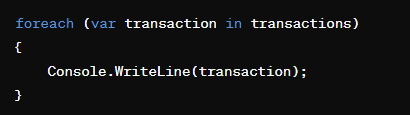 foreach (var transaction in transactions)
{
    Console.WriteLine(transaction);
}